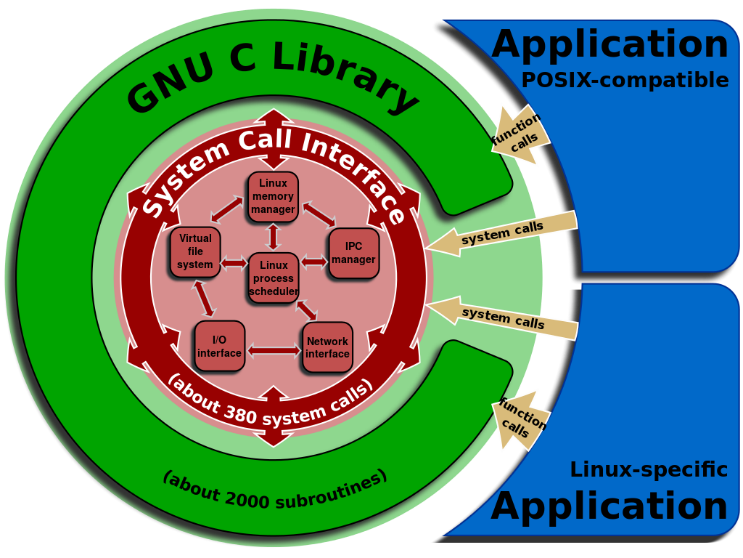 GNU C Library
System Call Interface
Linux
memory
manager
Virtual
file
system
IPC
manager
Linux
process
scheduler
I/O
interface
Network
interface
(about 380 system calls)
(about 2000 subroutines)
Application
POSIX-compatible
function
calls
system calls
system calls
function
calls
Linux-specific
Application